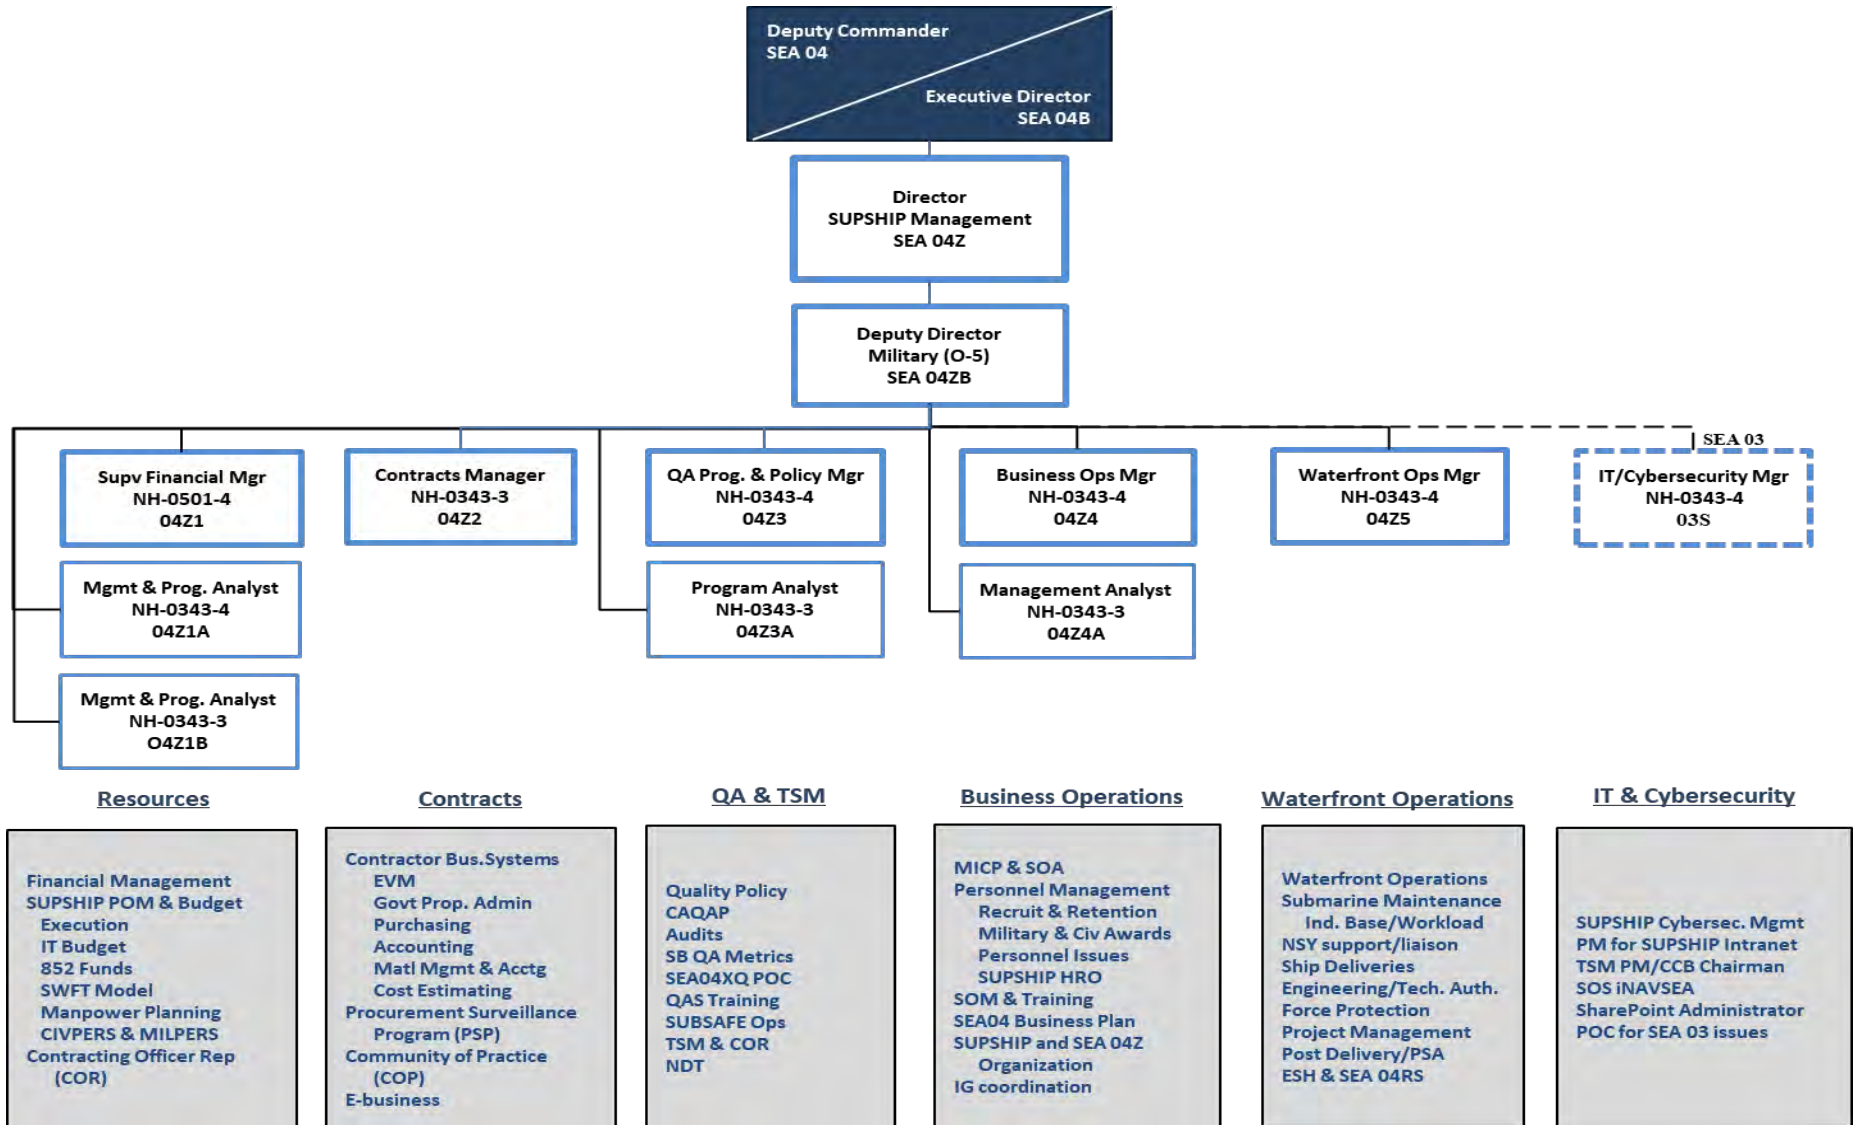 Deputy Commander
SEA 04
Executive Director
SEA 04B
Director
SUPSHIP Management
SEA 04Z
Deputy Director
Military (O-5)
SEA 04ZB
Supv Financial Mgr
NH-0501-4
04Z1
Contracts Manager
NH-0343-3
04Z2
QA Prog. & Policy Mgr
NH-0343-4
04Z3
Business Ops Mgr
NH-0343-4
04Z4
Waterfront Ops Mgr
NH-0343-4
04Z5
SEA 03
IT/Cybersecurity Mgr
NH-0343-4
03S
Mgmt & Prog. Analyst
NH-0343-4
04Z1A
Program Analyst
NH-0343-3
04Z3A
Management Analyst
NH-0343-3
04Z4A
Mgmt & Prog. Analyst
NH-0343-3
O4Z1B
Resources
Financial Management
SUPSHIP POM & Budget
Execution
IT Budget
852 Funds
SWFT Model
Manpower Planning
CIVPERS & MILPERS
Contracting Officer Rep
(COR)
Contracts
Contractor Bus.Systems
EVM
Govt Prop. Admin
Purchasing
Accounting
Matl Mgmt & Acctg
Cost Estimating
Procurement Surveillance
Program (PSP)
Community of Practice
(COP)
E-business
QA & TSM
Quality Policy
CAQAP
Audits
SB QA Metrics
SEA04XQ POC
QAS Training
SUBSAFE Ops
TSM & COR
NDT
Business Operations
MICP & SOA
Personnel Management
Recruit & Retention
Military & Civ Awards
Personnel Issues
SUPSHIP HRO
SOM & Training
SEA04 Business Plan
SUPSHIP and SEA 04Z
Organization
IG coordination
Waterfront Operations
Waterfront Operations
Submarine Maintenance
Ind. Base/Workload
NSY support/liaison
Ship Deliveries
Engineering/Tech. Auth.
Force Protection
Project Management
Post Delivery/PSA
ESH & SEA 04RS
IT & Cybersecurity
SUPSHIP Cybersec. Mgmt
PM for SUPSHIP Intranet
TSM PM/CCB Chairman
SOS iNAVSEA
SharePoint Administrator
POC for SEA 03 issues